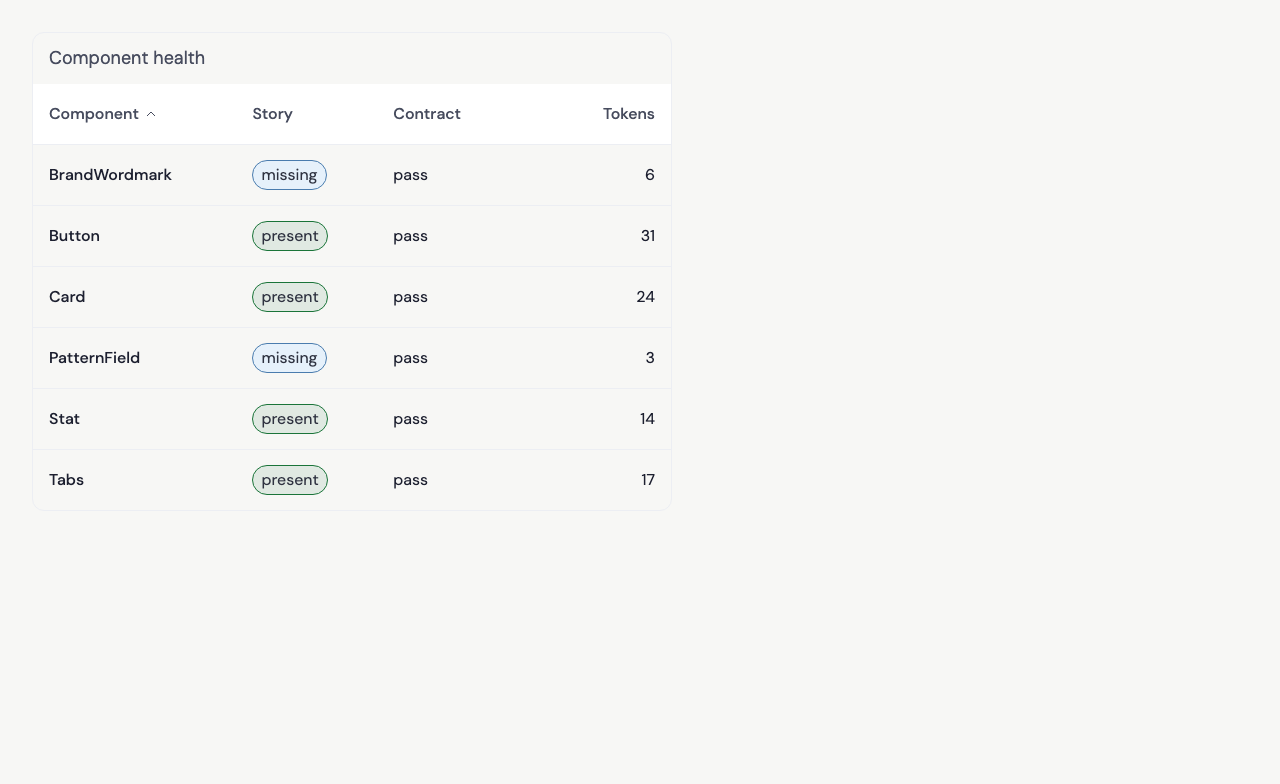 Component health
Component Story Contract Tokens
BrandWordmark missing pass 6
Button present pass 31
Card present pass 24
PatternField missing pass 3
Stat present pass 14
Tabs present pass 17